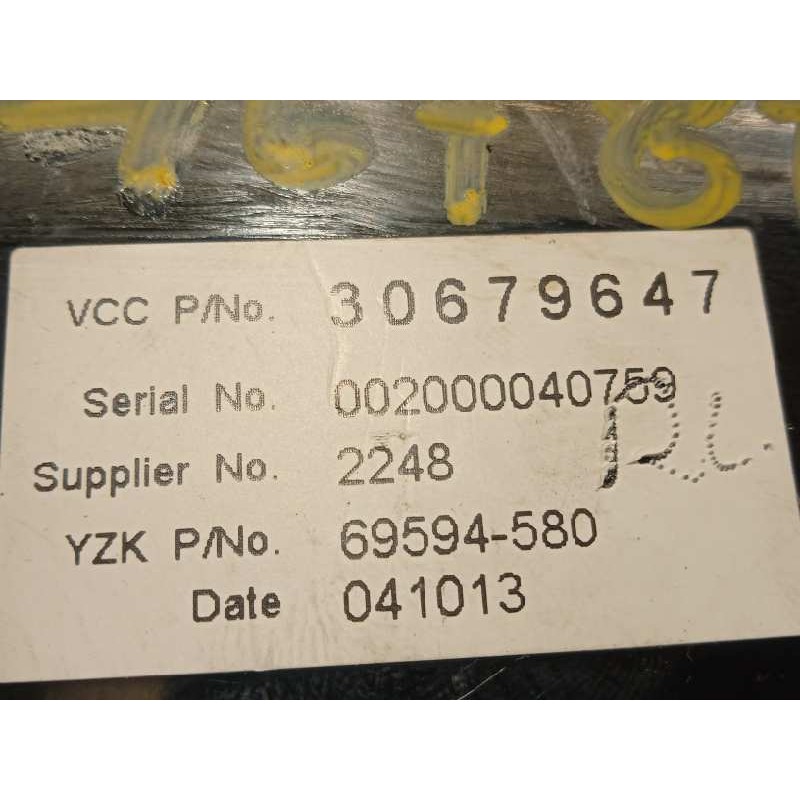 VCC P/No. 30679647
Serial No. 002000040759
Supplier No. 2248
YZK P/No. 69594-580
Date 041013